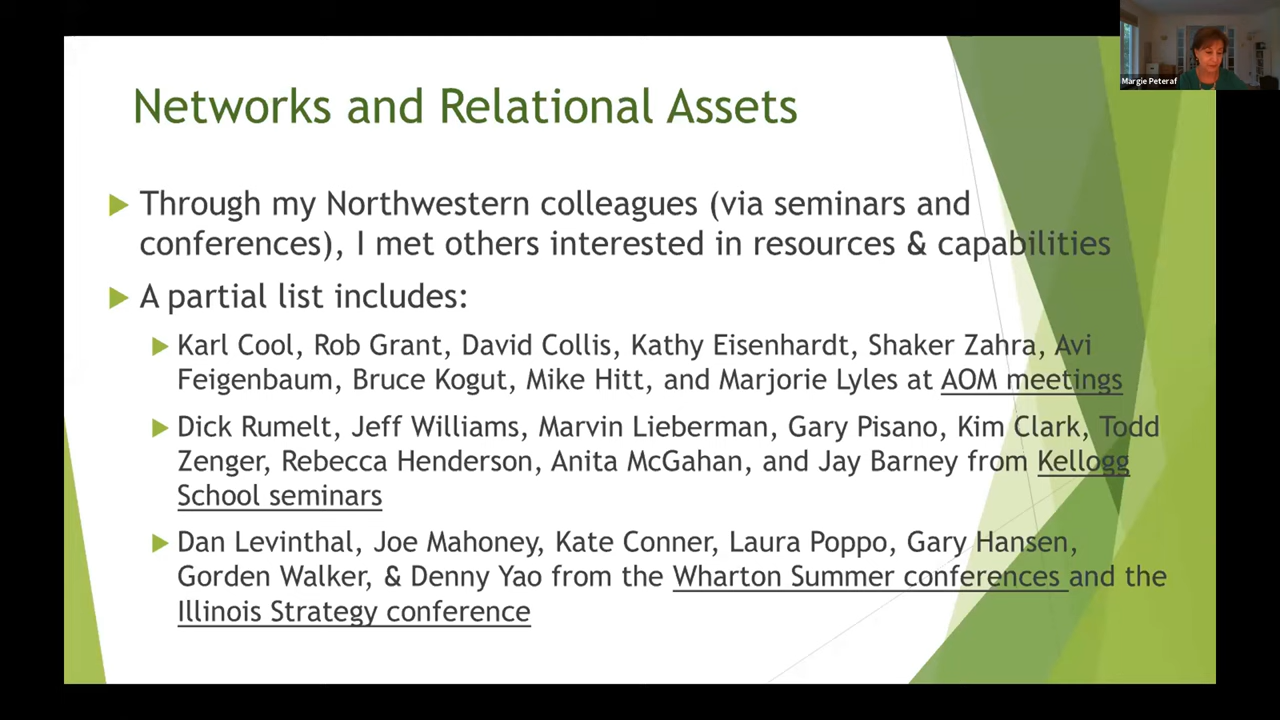 Margie Peteraf
Networks and Relational Assets
Through my Northwestern colleagues (via seminars and
conferences), I met others interested in resources & capabilities
A partial list includes:
Karl Cool, Rob Grant, David Collis, Kathy Eisenhardt, Shaker Zahra, Avi
Feigenbaum, Bruce Kogut, Mike Hitt, and Marjorie Lyles at AOM meetings
Dick Rumelt, Jeff Williams, Marvin Lieberman, Gary Pisano, Kim Clark, Todd
Zenger, Rebecca Henderson, Anita McGahan, and Jay Barney from Kellogg
School seminars
Dan Levinthal, Joe Mahoney, Kate Conner, Laura Poppo, Gary Hansen,
Gorden Walker, & Denny Yao from the Wharton Summer conferences and the
Illinois Strategy conference